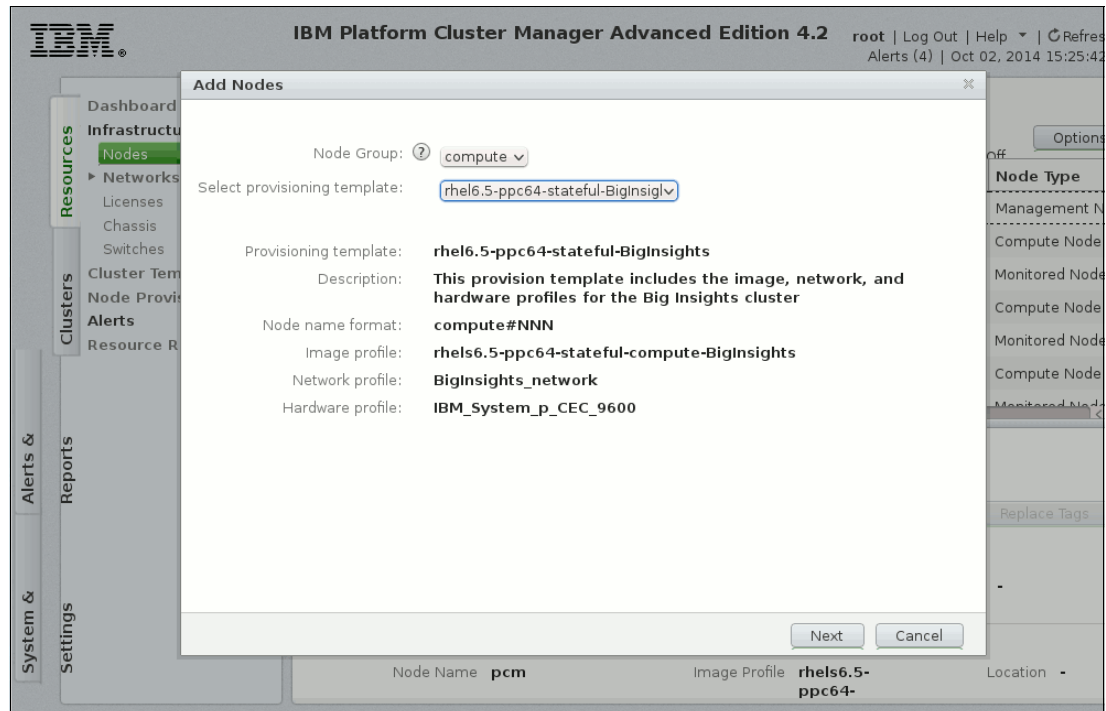 IBM®
IBM Platform Cluster Manager Advanced Edition 4.2
root | Log Out | Help | Refres
Alerts (4) | Oct 02, 2014 15:25:42
Resources
Clusters
Reports
Alerts &
Settings
System &
Dashboard
Infrastructu
Nodes
Networks
Licenses
Chassis
Switches
Cluster Tem
Node Provis
Alerts
Resource R
Add Nodes
Node Group: ? compute
Select provisioning template: rhel6.5-ppc64-stateful-BigInsigl
Provisioning template: rhel6.5-ppc64-stateful-BigInsights
Description: This provision template includes the image, network, and
hardware profiles for the Big Insights cluster
Node name format: compute#NNN
Image profile: rhels6.5-ppc64-stateful-compute-BigInsights
Network profile: BigInsights_network
Hardware profile: IBM_System_p_CEC_9600
Next Cancel
Options
Off
Node Type
Management N
Compute Node
Monitored Node
Compute Node
Monitored Node
Compute Node
Monitored Node
Replace Tags
-
Node Name pcm
Image Profile rhels6.5-
ppc64-
Location -